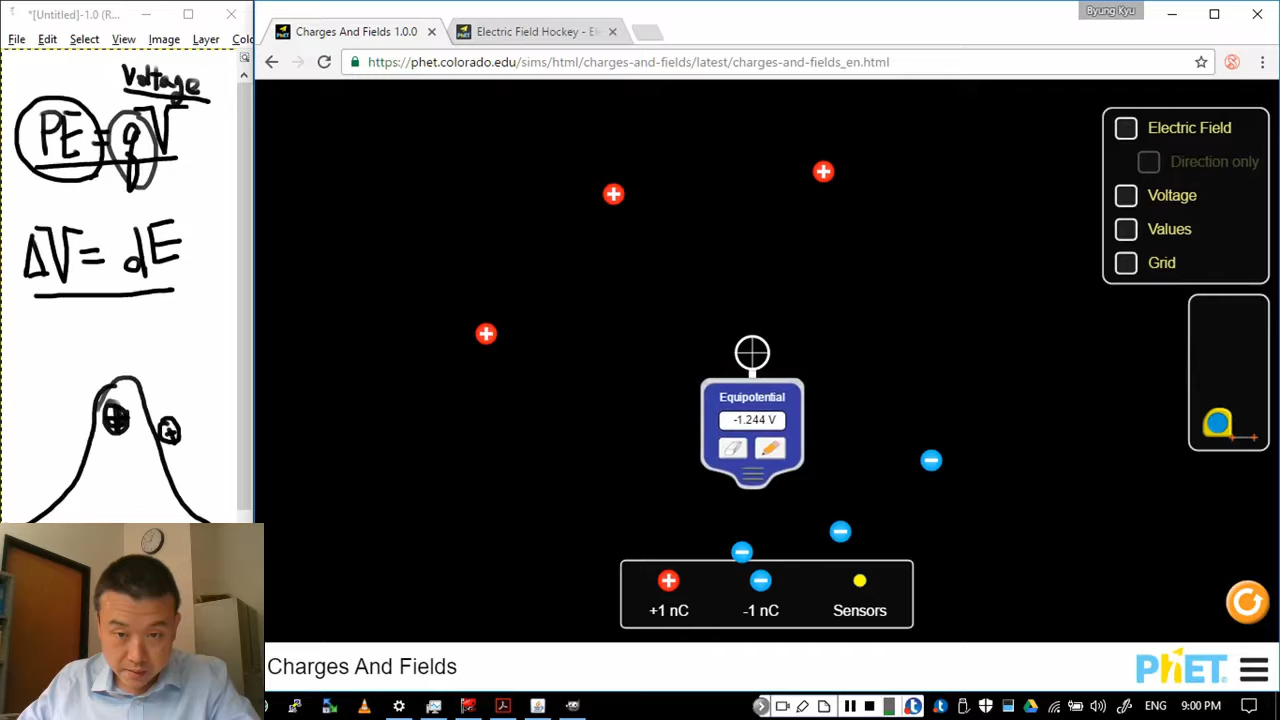 *[Untitled]-1.0 (R...
File Edit Select View Image Layer Colo
Voltage
PE = qV
ΔV = dE
Byung Kyu
Charges And Fields 1.0.0
Electric Field Hockey - El
https://phet.colorado.edu/sims/html/charges-and-fields/latest/charges-and-fields_en.html
Electric Field
Direction only
Voltage
Values
Grid
Equipotential
-1.244 V
+1 nC
-1 nC
Sensors
Charges And Fields
PhET
ENG
9:00 PM